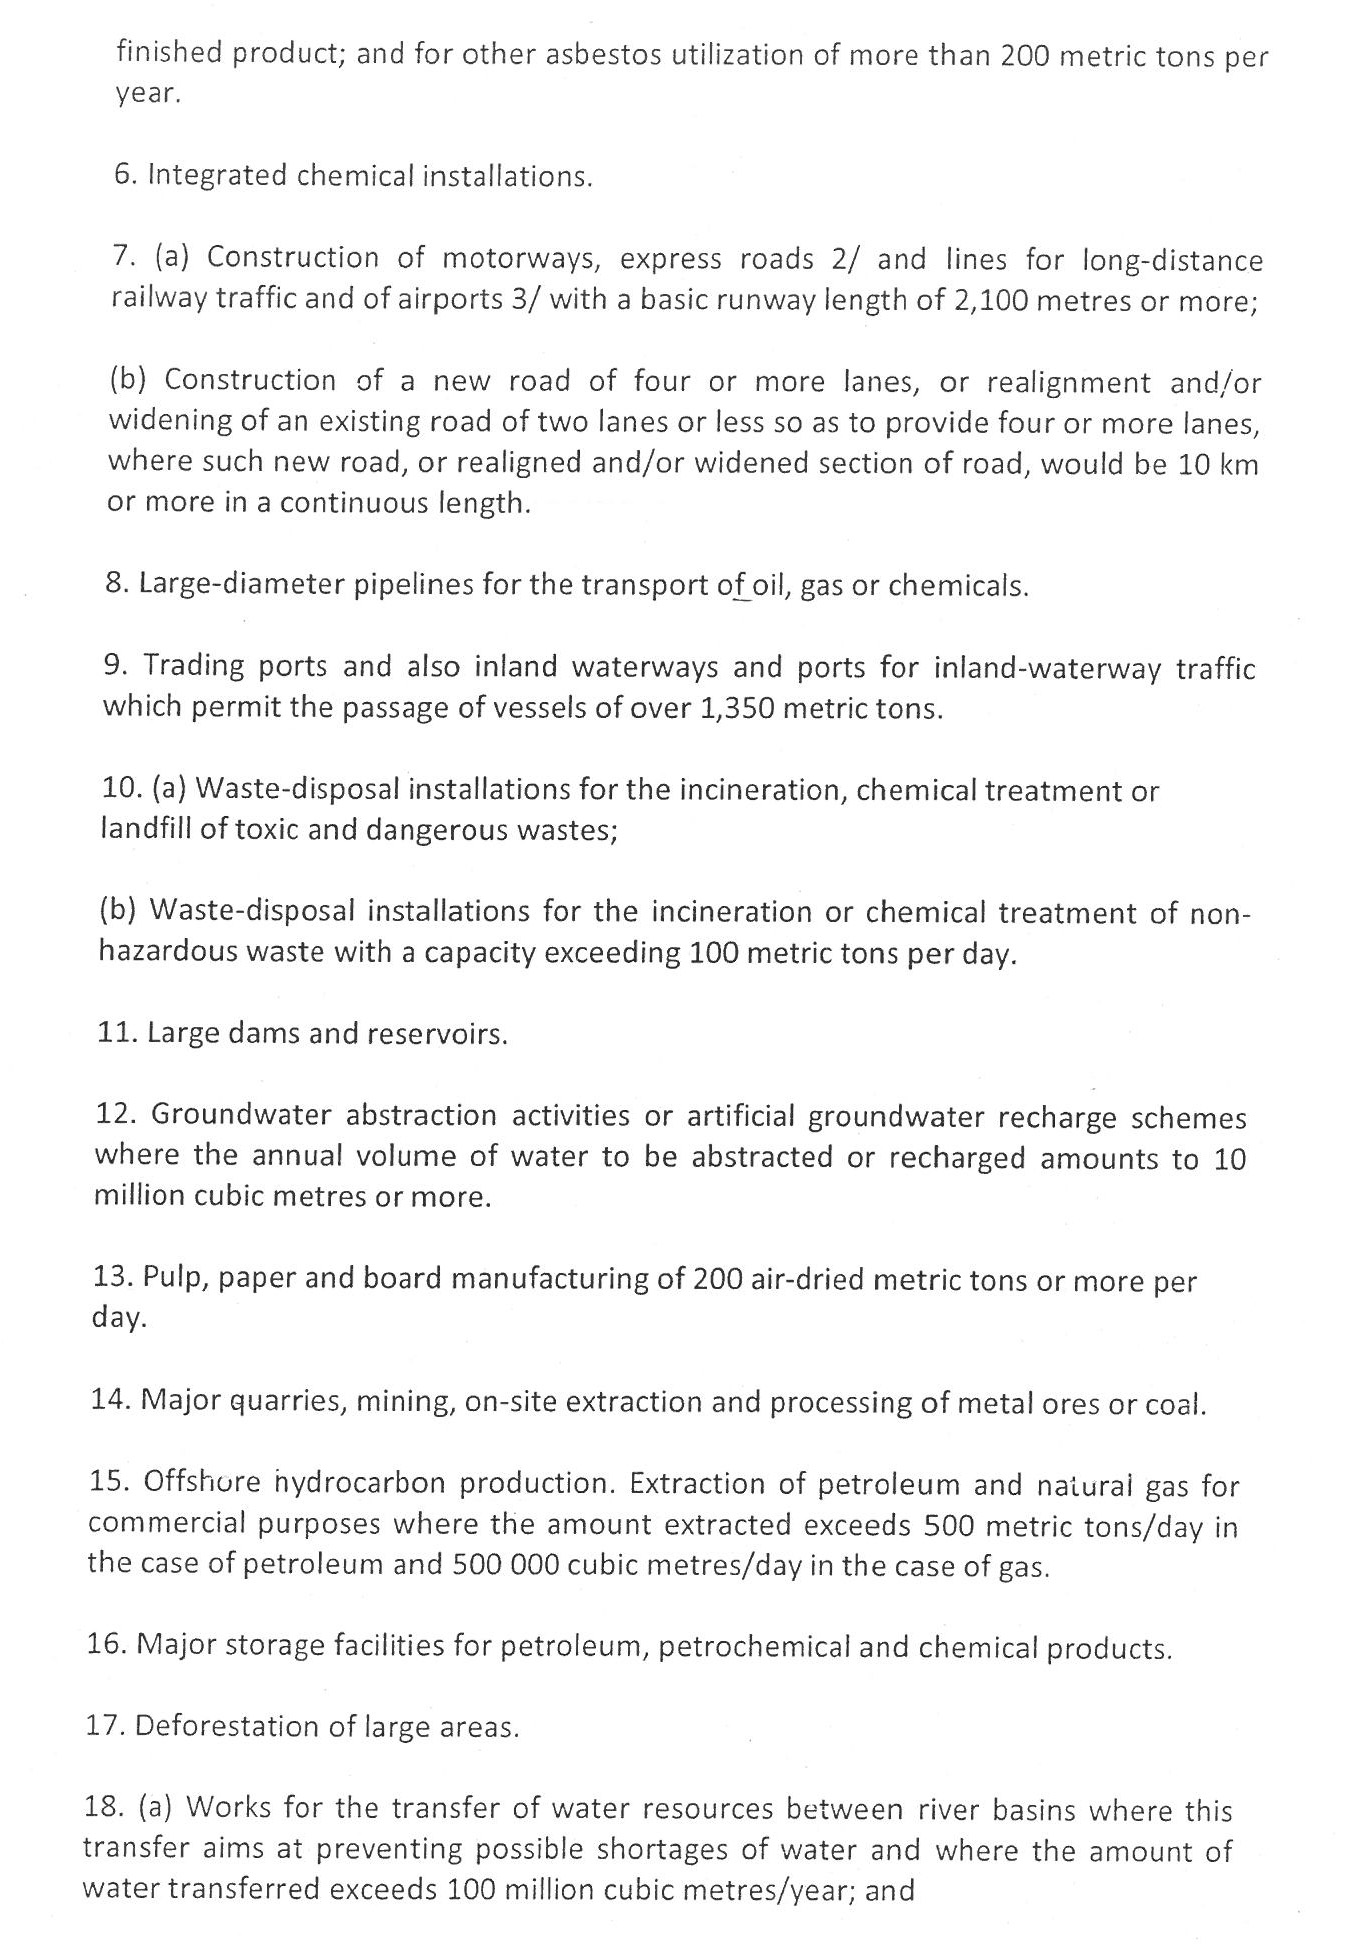 finished product; and for other asbestos utilization of more than 200 metric tons per
year.
6. Integrated chemical installations.
7. (a) Construction of motorways, express roads 2/ and lines for long-distance
railway traffic and of airports 3/ with a basic runway length of 2,100 metres or more;
(b) Construction of a new road of four or more lanes, or realignment and/or
widening of an existing road of two lanes or less so as to provide four or more lanes,
where such new road, or realigned and/or widened section of road, would be 10 km
or more in a continuous length.
8. Large-diameter pipelines for the transport of oil, gas or chemicals.
9. Trading ports and also inland waterways and ports for inland-waterway traffic
which permit the passage of vessels of over 1,350 metric tons.
10. (a) Waste-disposal installations for the incineration, chemical treatment or
landfill of toxic and dangerous wastes;
(b) Waste-disposal installations for the incineration or chemical treatment of non-
hazardous waste with a capacity exceeding 100 metric tons per day.
11. Large dams and reservoirs.
12. Groundwater abstraction activities or artificial groundwater recharge schemes
where the annual volume of water to be abstracted or recharged amounts to 10
million cubic metres or more.
13. Pulp, paper and board manufacturing of 200 air-dried metric tons or more per
day.
14. Major quarries, mining, on-site extraction and processing of metal ores or coal.
15. Offshore hydrocarbon production. Extraction of petroleum and natural gas for
commercial purposes where the amount extracted exceeds 500 metric tons/day in
the case of petroleum and 500 000 cubic metres/day in the case of gas.
16. Major storage facilities for petroleum, petrochemical and chemical products.
17. Deforestation of large areas.
18. (a) Works for the transfer of water resources between river basins where this
transfer aims at preventing possible shortages of water and where the amount of
water transferred exceeds 100 million cubic metres/year; and